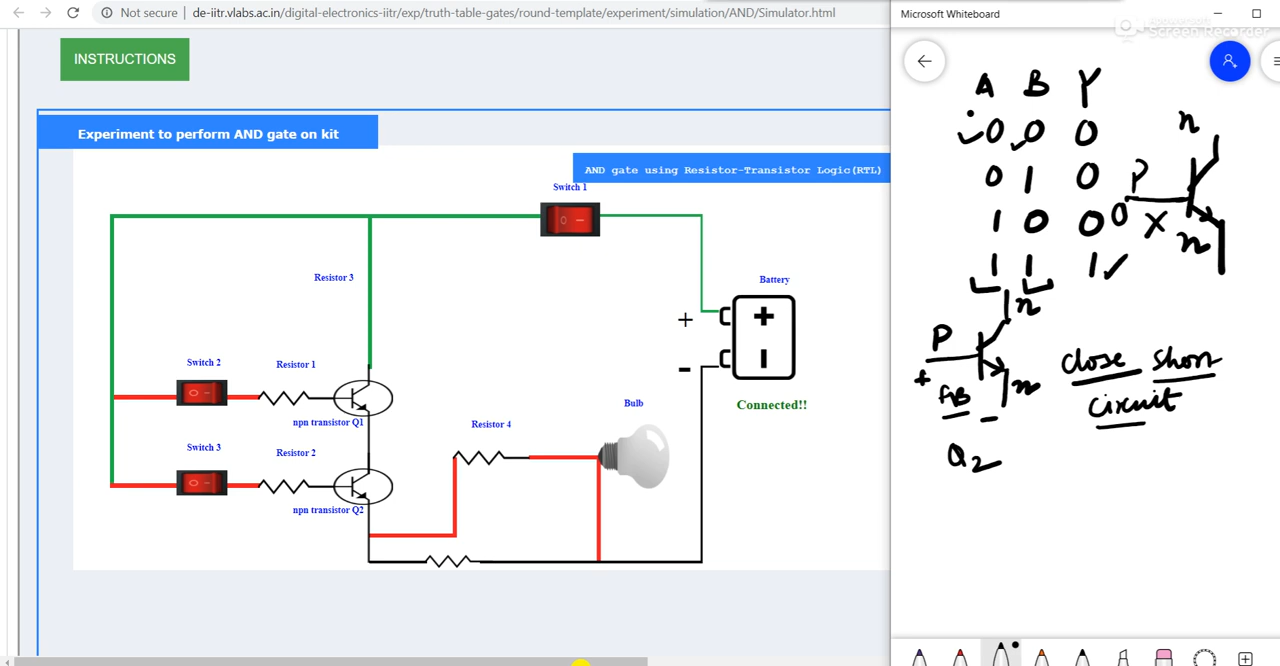 Not secure | de-iitr.vlabs.ac.in/digital-electronics-iitr/exp/truth-table-gates/round-template/experiment/simulation/AND/Simulator.html
INSTRUCTIONS
Experiment to perform AND gate on kit
AND gate using Resistor-Transistor Logic(RTL)
Switch 1
Resistor 3
Battery
+
-
+
Switch 2
Resistor 1
npn transistor Q1
Connected!!
Bulb
Switch 3
Resistor 2
Resistor 4
npn transistor Q2
Microsoft Whiteboard
Apowersoft
Screen Recorder
A B Y
0 0 0
0 1 0
1 0 0
1 1 1
n
P
0 X
n
n
P
+
n
FB
Q2
close short
circuit